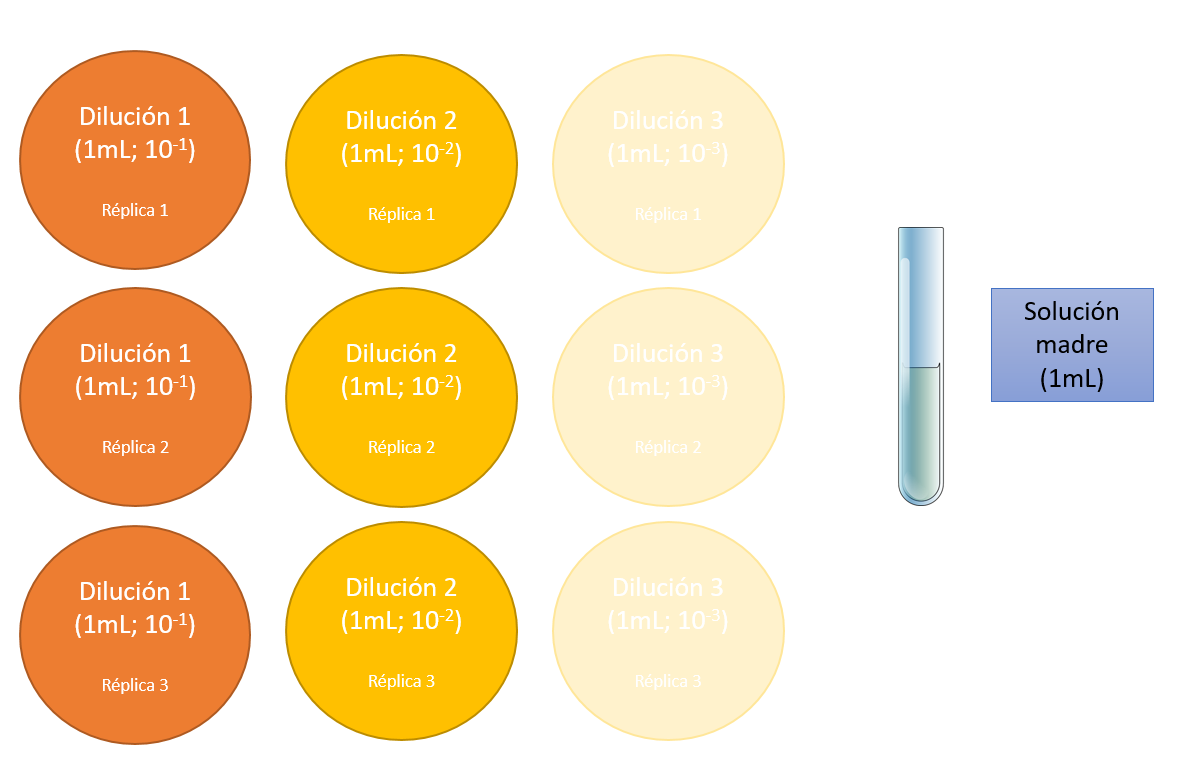 Dilución 1
(1mL; 10⁻¹)
Réplica 1
Dilución 2
(1mL; 10⁻²)
Réplica 1
Dilución 3
(1mL; 10⁻³)
Réplica 1
Dilución 1
(1mL; 10⁻¹)
Réplica 2
Dilución 2
(1mL; 10⁻²)
Réplica 2
Dilución 3
(1mL; 10⁻³)
Réplica 2
Solución
madre
(1mL)
Dilución 1
(1mL; 10⁻¹)
Réplica 3
Dilución 2
(1mL; 10⁻²)
Réplica 3
Dilución 3
(1mL; 10⁻³)
Réplica 3